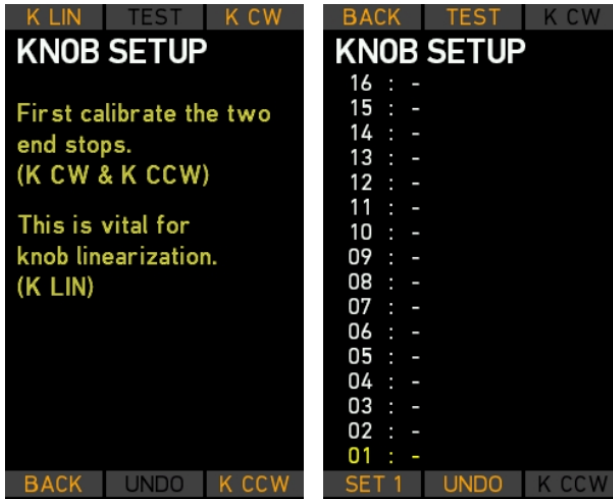 K LIN TEST K CW
KNOB SETUP
First calibrate the two
end stops.
(K CW & K CCW)
This is vital for
knob linearization.
(K LIN)
BACK UNDO K CCW
BACK TEST K CW
KNOB SETUP
16 : -
15 : -
14 : -
13 : -
12 : -
11 : -
10 : -
09 : -
08 : -
07 : -
06 : -
05 : -
04 : -
03 : -
02 : -
01 : -
SET 1 UNDO K CCW